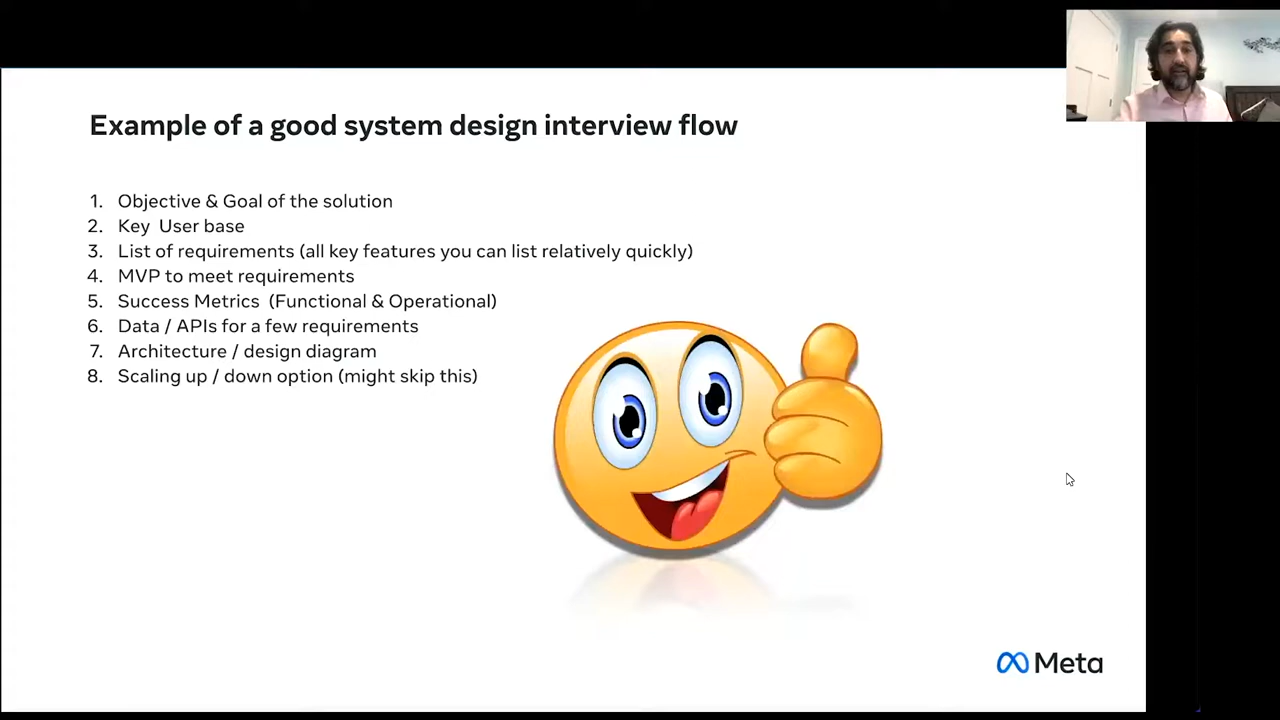 Example of a good system design interview flow
1. Objective & Goal of the solution
2. Key  User base
3. List of requirements (all key features you can list relatively quickly)
4. MVP to meet requirements
5. Success Metrics  (Functional & Operational)
6. Data / APIs for a few requirements
7. Architecture / design diagram
8. Scaling up / down option (might skip this)
Meta